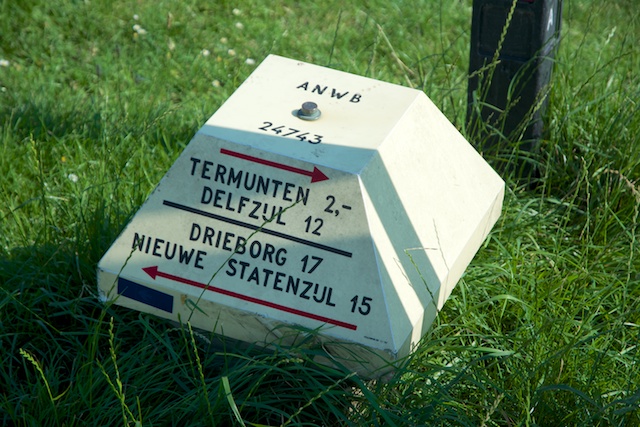 ANWB
24743
TERMUNTEN 2,-
DELFZIJL 12
DRIEBORG 17
NIEUWE STATENZIJL 15